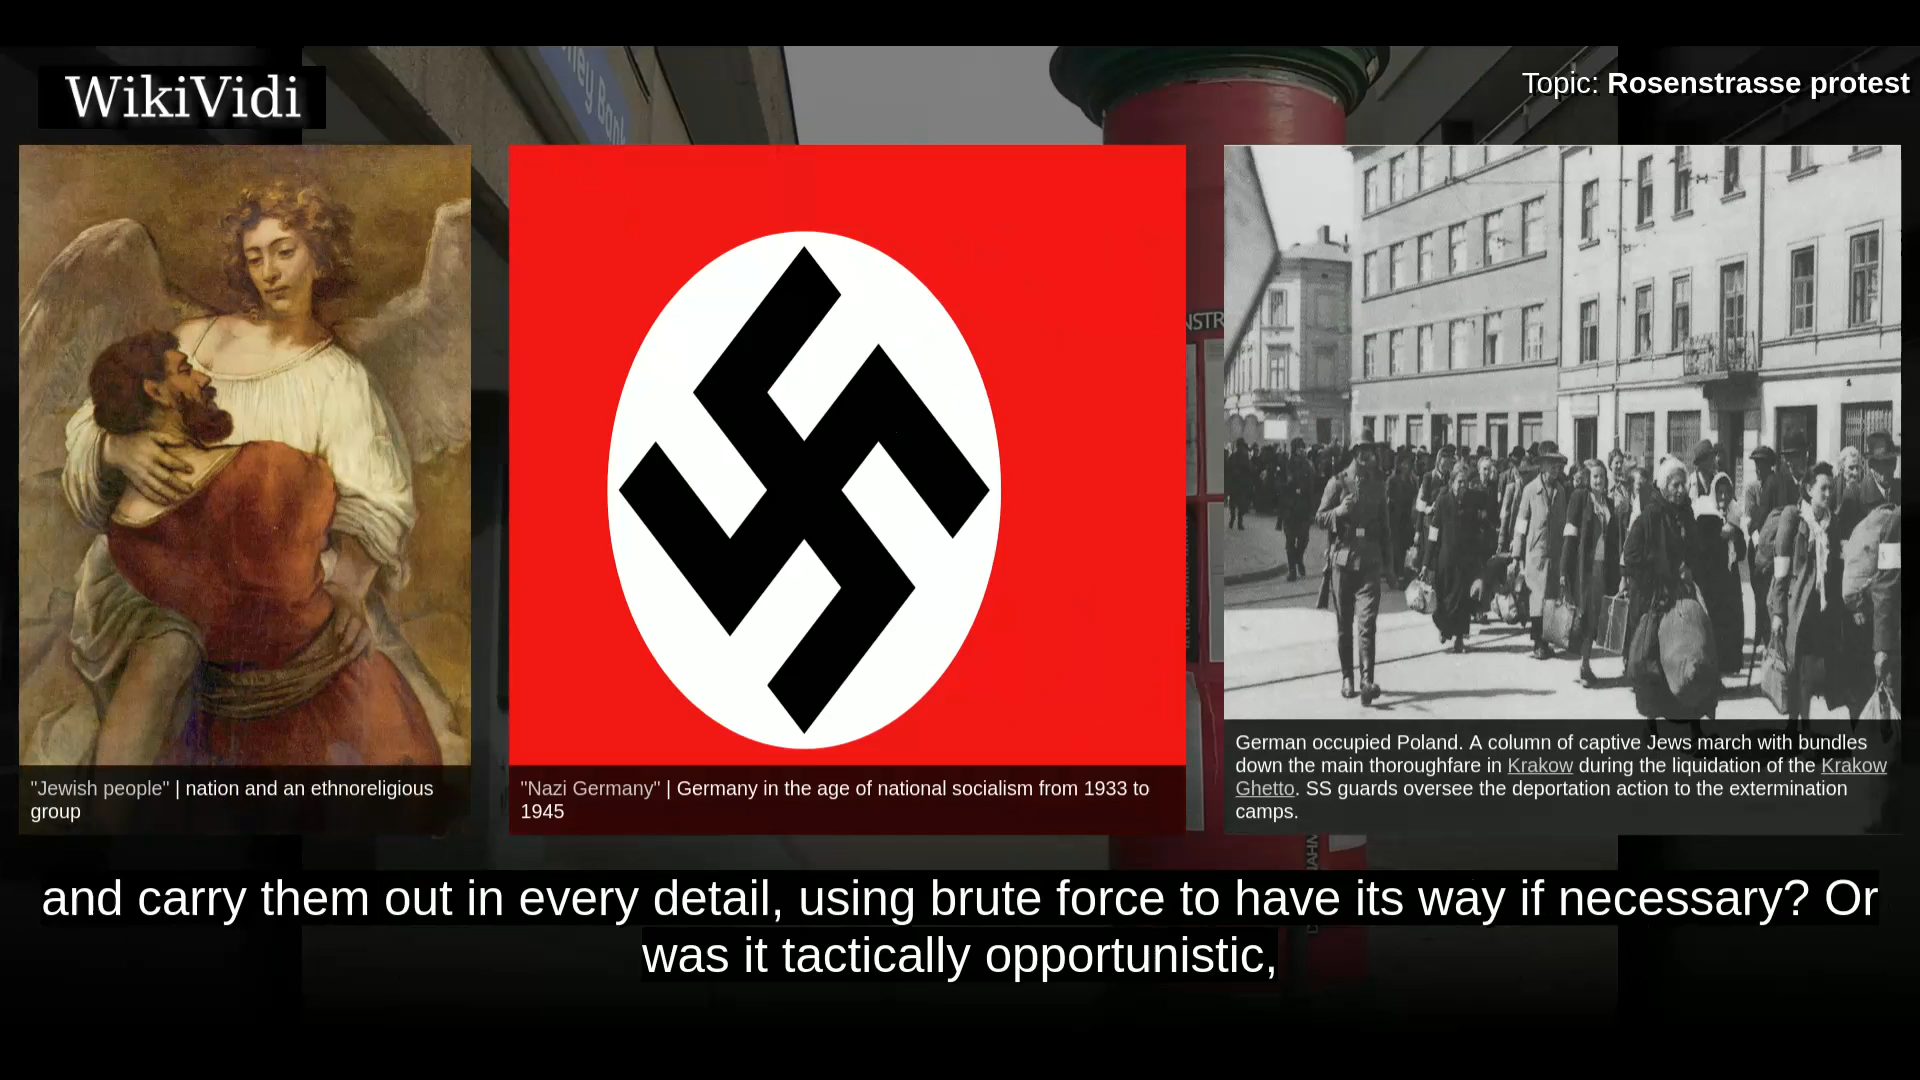 WikiVidi
Topic: Rosenstrasse protest
"Jewish people" | nation and an ethnoreligious
group
"Nazi Germany" | Germany in the age of national socialism from 1933 to
1945
German occupied Poland. A column of captive Jews march with bundles
down the main thoroughfare in Krakow during the liquidation of the Krakow
Ghetto. SS guards oversee the deportation action to the extermination
camps.
and carry them out in every detail, using brute force to have its way if necessary? Or
was it tactically opportunistic,